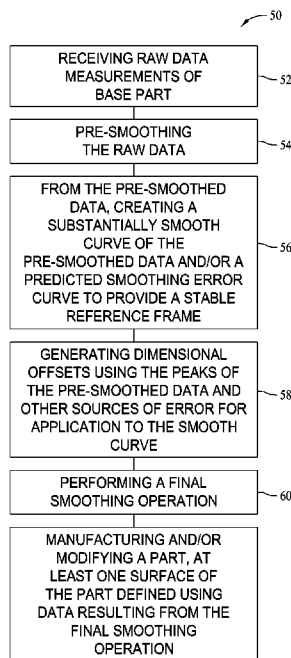 50
RECEIVING RAW DATA
MEASUREMENTS OF
BASE PART
52
PRE-SMOOTHING
THE RAW DATA
54
FROM THE PRE-SMOOTHED
DATA, CREATING A
SUBSTANTIALLY SMOOTH
CURVE OF THE
PRE-SMOOTHED DATA AND/OR A
PREDICTED SMOOTHING ERROR
CURVE TO PROVIDE A STABLE
REFERENCE FRAME
56
GENERATING DIMENSIONAL
OFFSETS USING THE PEAKS OF
THE PRE-SMOOTHED DATA AND
OTHER SOURCES OF ERROR FOR
APPLICATION TO THE SMOOTH
CURVE
58
PERFORMING A FINAL
SMOOTHING OPERATION
60
MANUFACTURING AND/OR
MODIFYING A PART, AT
LEAST ONE SURFACE OF
THE PART DEFINED USING
DATA RESULTING FROM THE
FINAL SMOOTHING
OPERATION